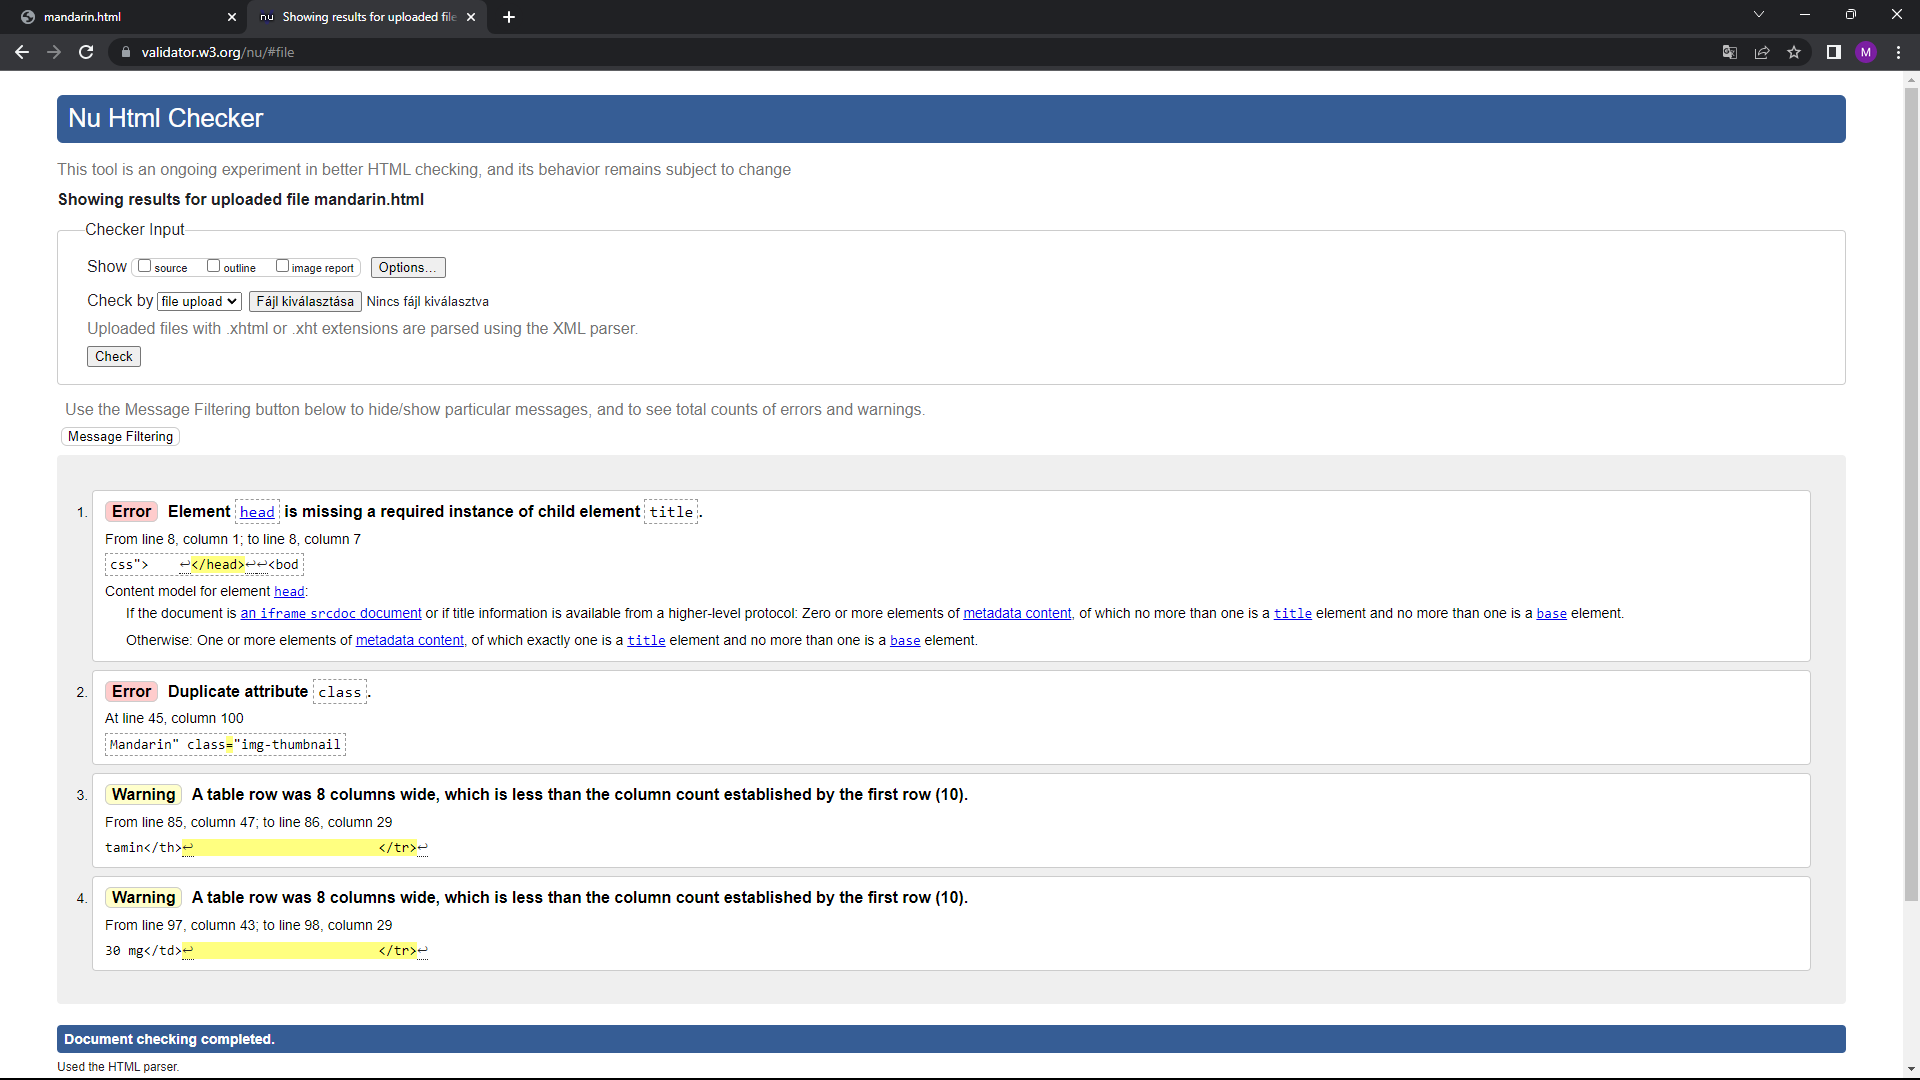 mandarin.html
nu Showing results for uploaded file
validator.w3.org/nu/#file
M
Nu Html Checker
This tool is an ongoing experiment in better HTML checking, and its behavior remains subject to change
Showing results for uploaded file mandarin.html
Checker Input
Show source outline image report Options...
Check by file upload Fájl kiválasztása Nincs fájl kiválasztva
Uploaded files with .xhtml or .xht extensions are parsed using the XML parser.
Check
Use the Message Filtering button below to hide/show particular messages, and to see total counts of errors and warnings.
Message Filtering
1. Error Element head is missing a required instance of child element title.
From line 8, column 1; to line 8, column 7
css"> ↩</head>↩↩<bod
Content model for element head:
If the document is an iframe srcdoc document or if title information is available from a higher-level protocol: Zero or more elements of metadata content, of which no more than one is a title element and no more than one is a base element.
Otherwise: One or more elements of metadata content, of which exactly one is a title element and no more than one is a base element.
2. Error Duplicate attribute class.
At line 45, column 100
Mandarin" class="img-thumbnail
3. Warning A table row was 8 columns wide, which is less than the column count established by the first row (10).
From line 85, column 47; to line 86, column 29
tamin</th>↩ </tr>↩
4. Warning A table row was 8 columns wide, which is less than the column count established by the first row (10).
From line 97, column 43; to line 98, column 29
30 mg</td>↩ </tr>↩
Document checking completed.
Used the HTML parser.